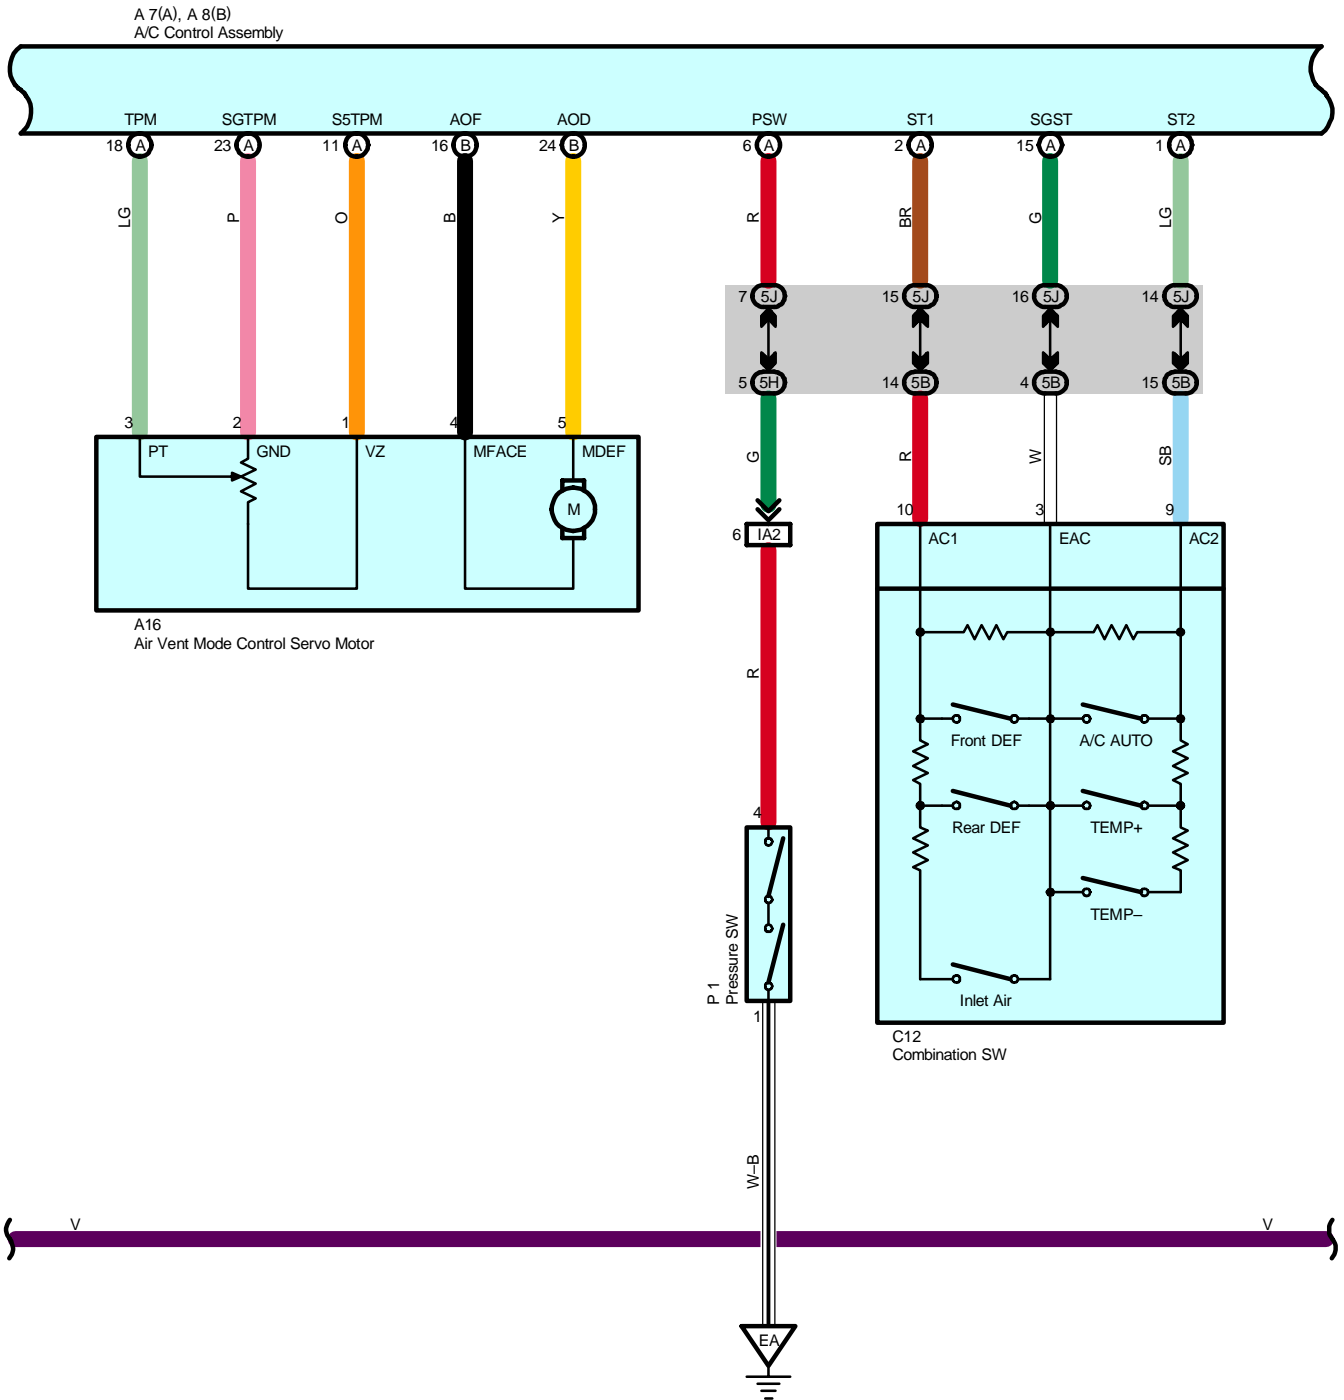 A 7(A), A 8(B)
A/C Control Assembly
TPM SGTPM S5TPM AOF AOD PSW ST1 SGST ST2
18 A 23 A 11 A 16 B 24 B 6 A 2 A 15 A 1 A
LG P O B Y R BR G LG
7 5J 15 5J 16 5J 14 5J
5 5H 14 5B 4 5B 15 5B
3 2 1 4 5
PT GND VZ MFACE MDEF
G R W SB
M
10 3 9
6 IA2
AC1 EAC AC2
A16
Air Vent Mode Control Servo Motor
R
Front DEF A/C AUTO
Rear DEF TEMP+
TEMP–
4
P 1
Pressure SW
Inlet Air
1
C12
Combination SW
W–B
V V
EA